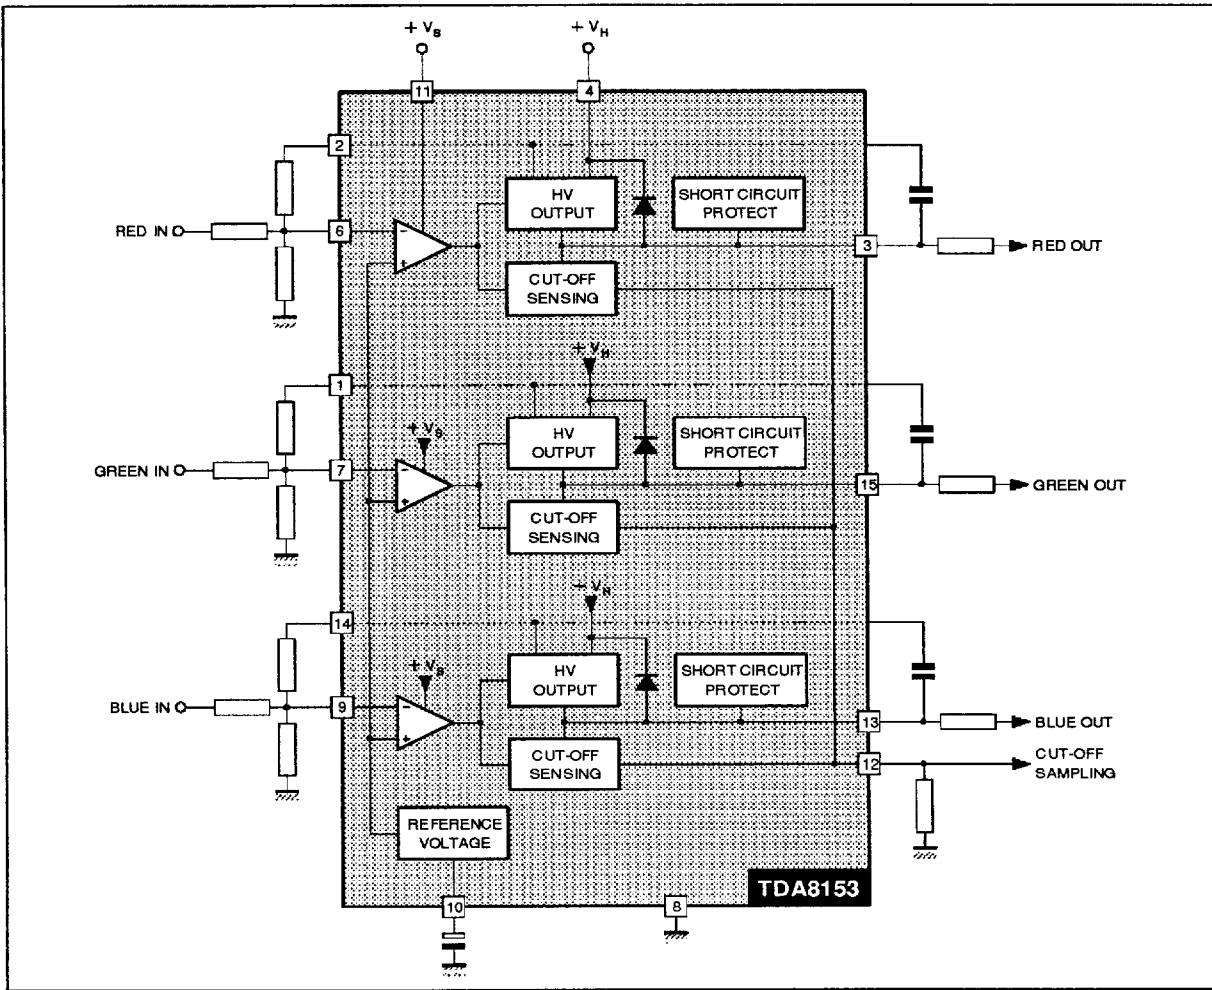 + VS
+ VH
11
4
2
HV
OUTPUT
SHORT CIRCUIT
PROTECT
RED IN
6
-
+
3
RED OUT
CUT-OFF
SENSING
+ VH
1
+ VS
HV
OUTPUT
SHORT CIRCUIT
PROTECT
GREEN IN
7
-
+
15
GREEN OUT
CUT-OFF
SENSING
+ VH
14
+ VS
HV
OUTPUT
SHORT CIRCUIT
PROTECT
BLUE IN
9
-
+
13
BLUE OUT
CUT-OFF
SENSING
12
CUT-OFF
SAMPLING
REFERENCE
VOLTAGE
TDA8153
10
8